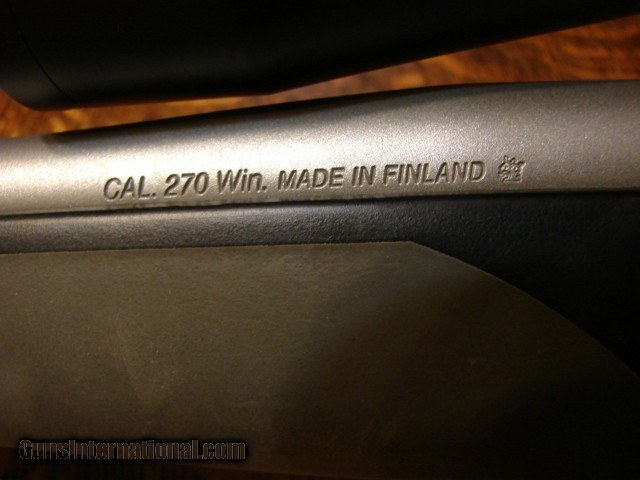 CAL. 270 Win. MADE IN FINLAND
GunsInternational.com